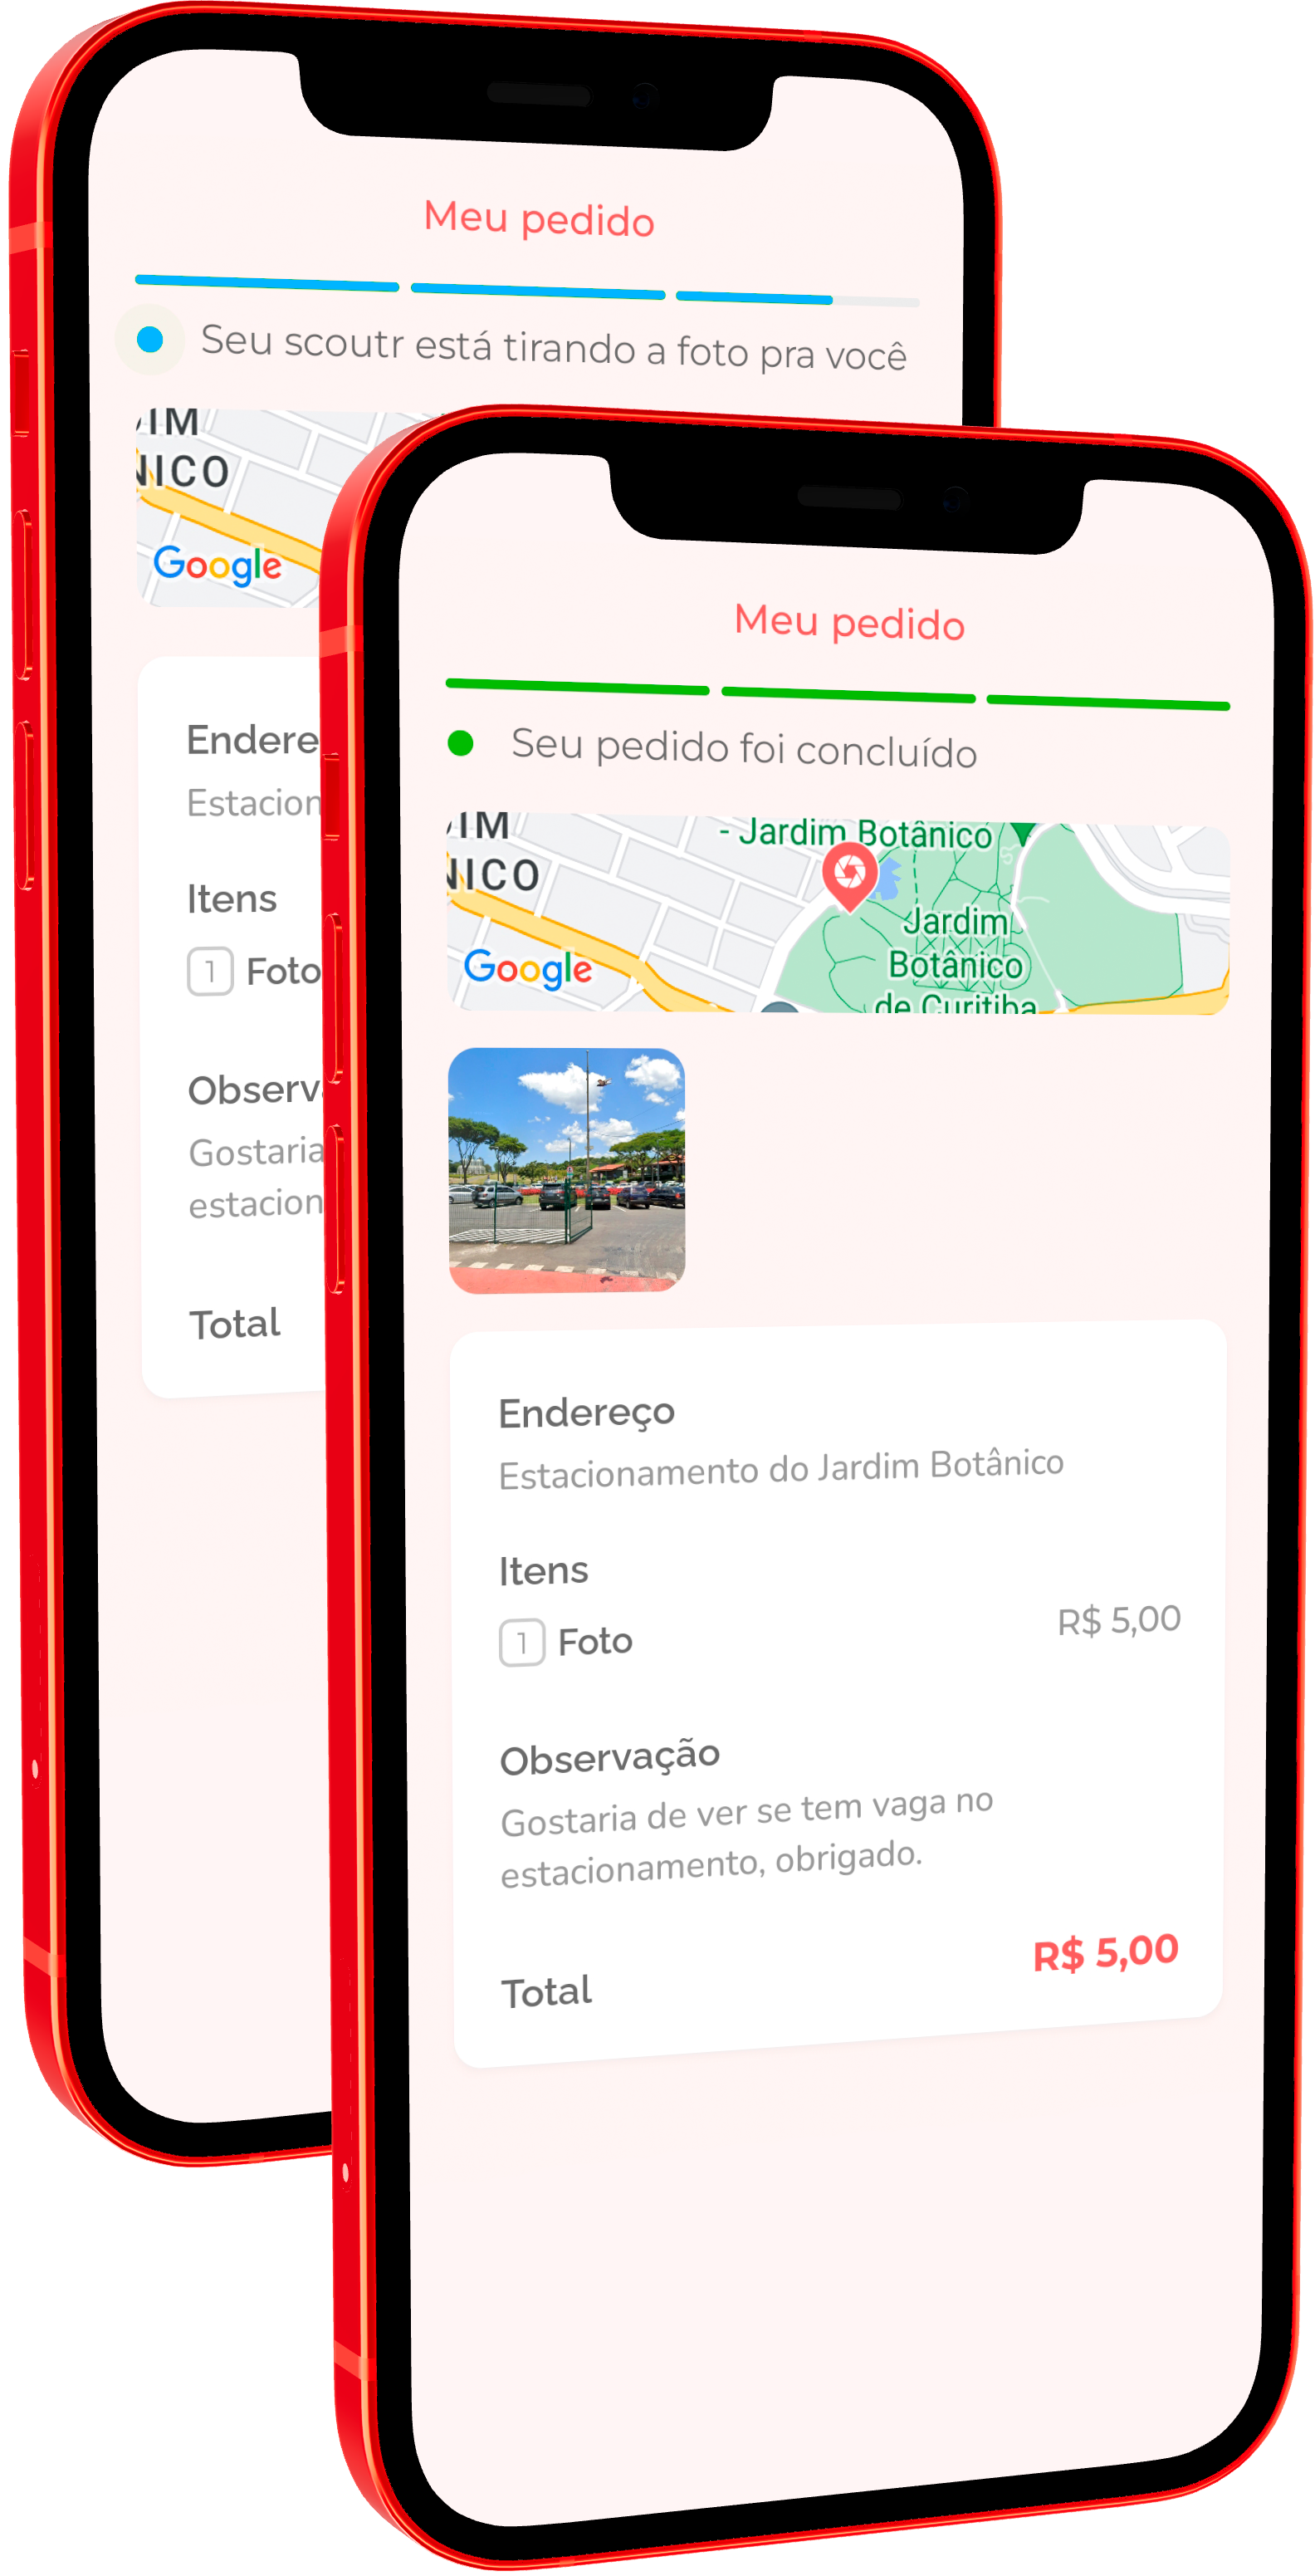 Meu pedido
Seu scoutr está tirando a foto pra você
IM
NICO
Google
Endere
Estacion
Itens
1 Foto
Observ
Gostaria
estacion
Total
Meu pedido
Seu pedido foi concluído
IM
NICO
- Jardim Botânico
Jardim
Botânico
de Curitiba
Google
Endereço
Estacionamento do Jardim Botânico
Itens
1 Foto R$ 5,00
Observação
Gostaria de ver se tem vaga no
estacionamento, obrigado.
Total R$ 5,00